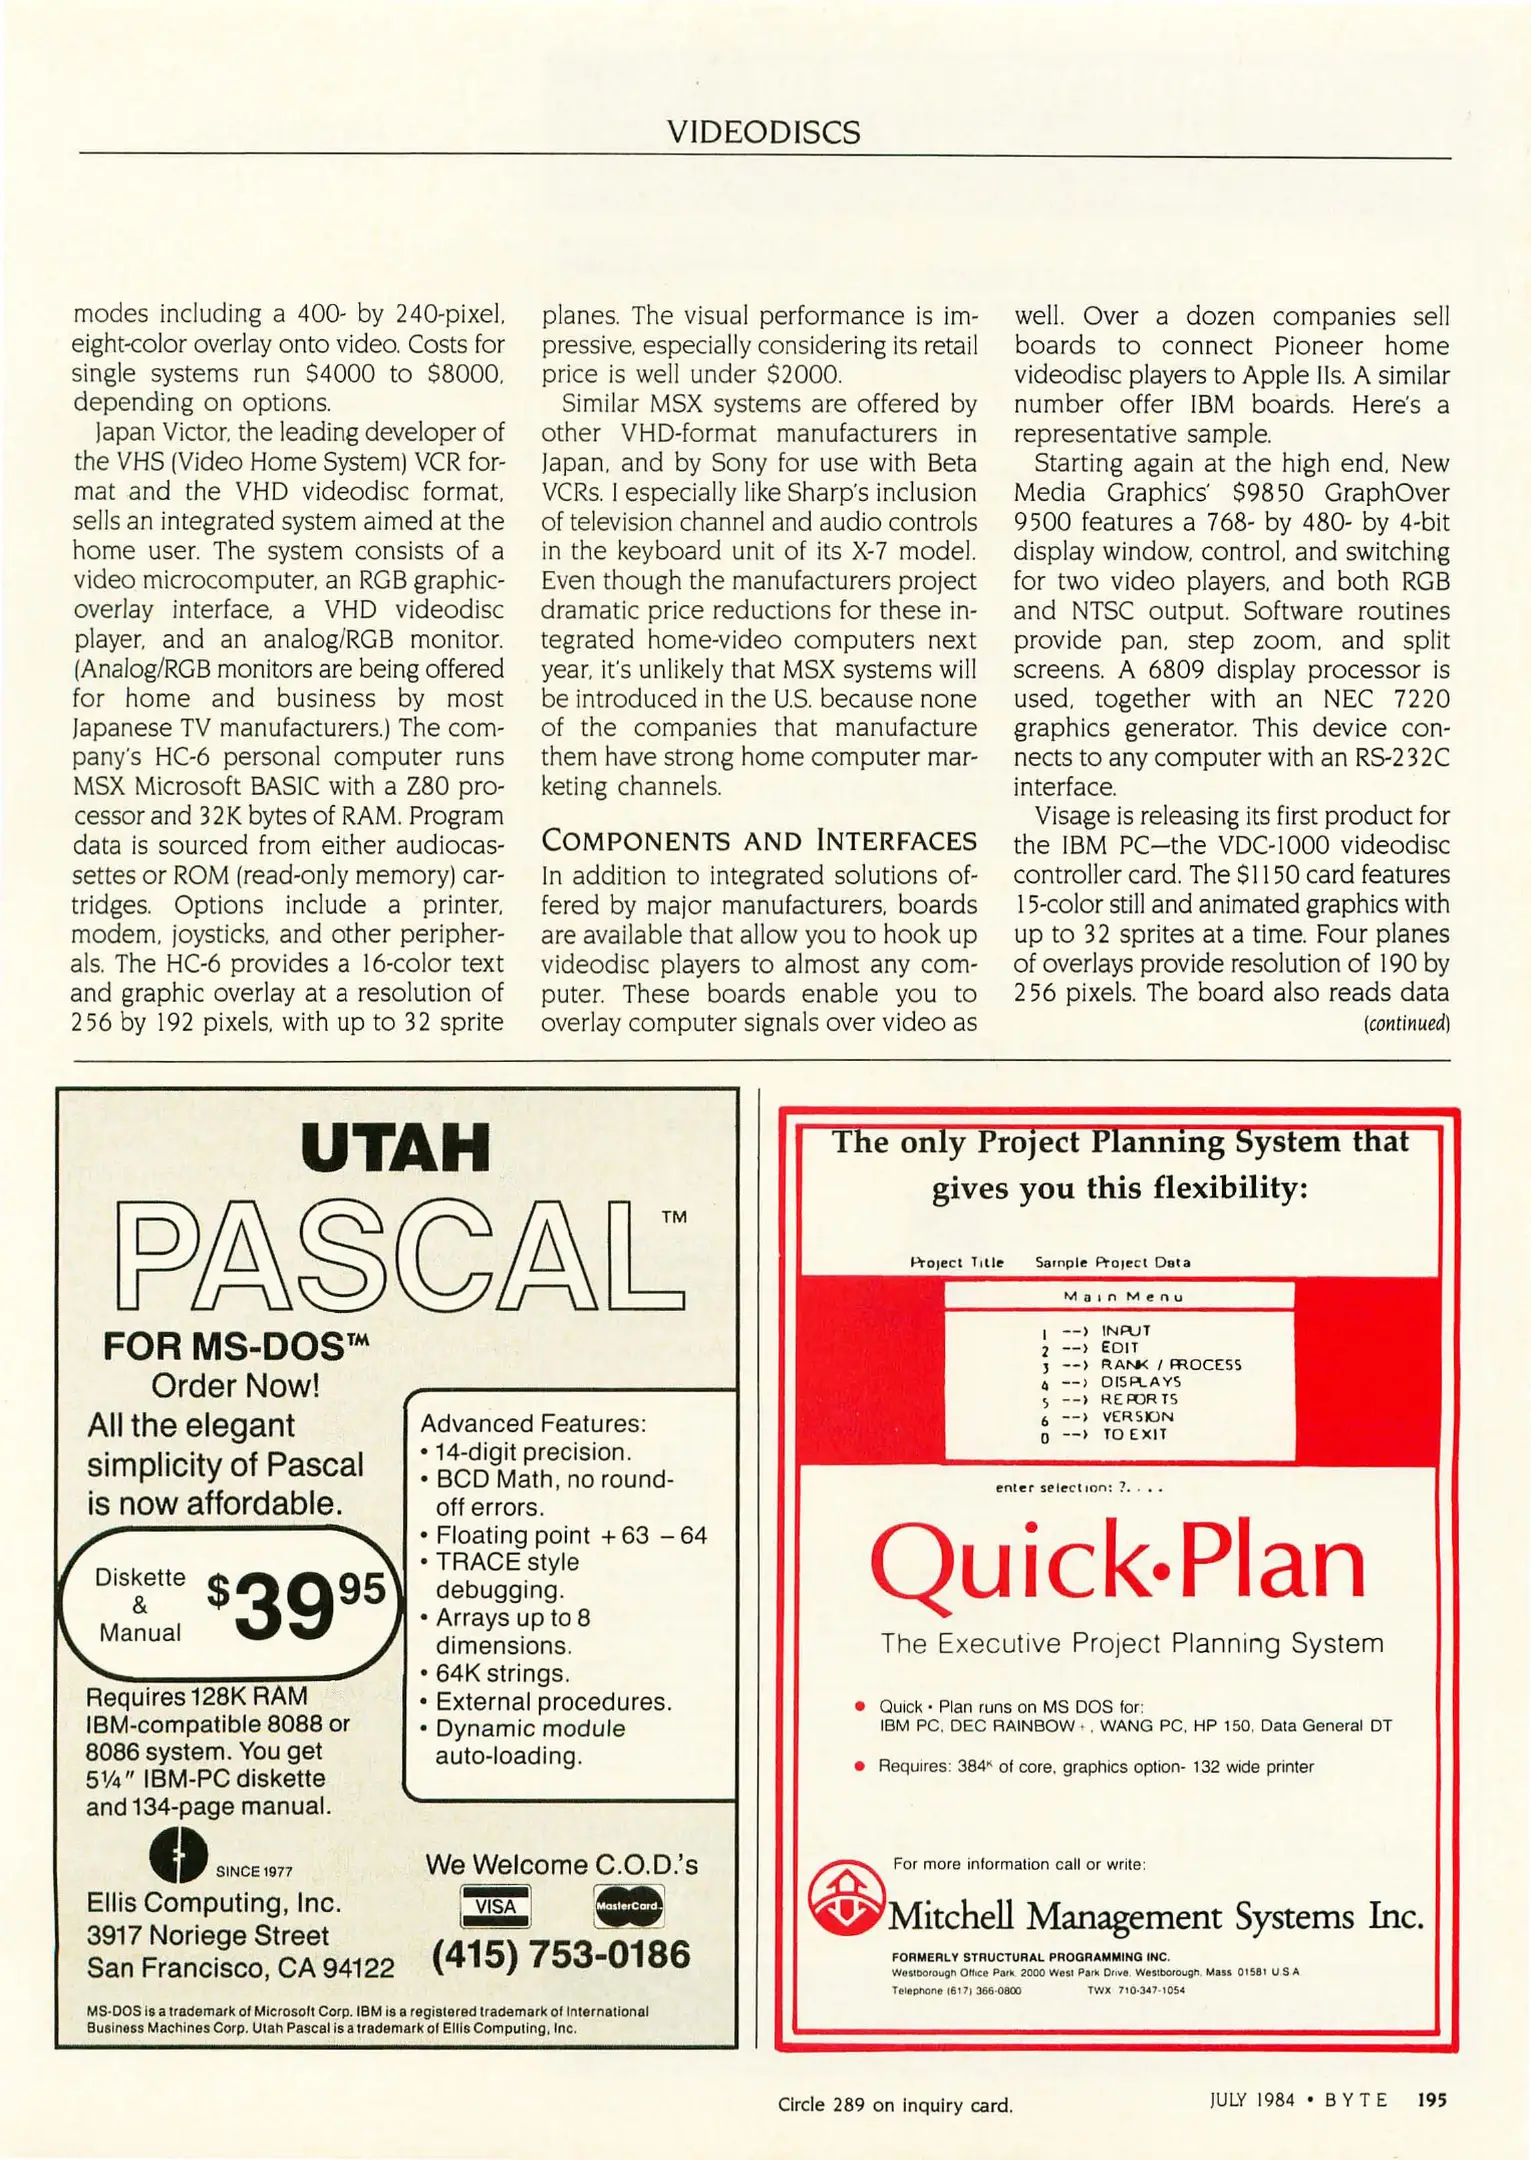 VIDEODISCS
modes including a 400- by 240-pixel,
eight-color overlay onto video. Costs for
single systems run $4000 to $8000,
depending on options.
Japan Victor, the leading developer of
the VHS (Video Home System) VCR for-
mat and the VHD videodisc format,
sells an integrated system aimed at the
home user. The system consists of a
video microcomputer, an RGB graphic-
overlay interface, a VHD videodisc
player, and an analog/RGB monitor.
(Analog/RGB monitors are being offered
for home and business by most
Japanese TV manufacturers.) The com-
pany's HC-6 personal computer runs
MSX Microsoft BASIC with a Z80 pro-
cessor and 32K bytes of RAM. Program
data is sourced from either audiocas-
settes or ROM (read-only memory) car-
tridges. Options include a printer,
modem, joysticks, and other peripher-
als. The HC-6 provides a 16-color text
and graphic overlay at a resolution of
256 by 192 pixels, with up to 32 sprite
planes. The visual performance is im-
pressive, especially considering its retail
price is well under $2000.
Similar MSX systems are offered by
other VHD-format manufacturers in
Japan, and by Sony for use with Beta
VCRs. I especially like Sharp's inclusion
of television channel and audio controls
in the keyboard unit of its X-7 model.
Even though the manufacturers project
dramatic price reductions for these in-
tegrated home-video computers next
year, it's unlikely that MSX systems will
be introduced in the U.S. because none
of the companies that manufacture
them have strong home computer mar-
keting channels.
COMPONENTS AND INTERFACES
In addition to integrated solutions of-
fered by major manufacturers, boards
are available that allow you to hook up
videodisc players to almost any com-
puter. These boards enable you to
overlay computer signals over video as
well. Over a dozen companies sell
boards to connect Pioneer home
videodisc players to Apple IIs. A similar
number offer IBM boards. Here's a
representative sample.
Starting again at the high end, New
Media Graphics' $9850 GraphOver
9500 features a 768- by 480- by 4-bit
display window, control, and switching
for two video players, and both RGB
and NTSC output. Software routines
provide pan, step zoom, and split
screens. A 6809 display processor is
used, together with an NEC 7220
graphics generator. This device con-
nects to any computer with an RS-232C
interface.
Visage is releasing its first product for
the IBM PC—the VDC-1000 videodisc
controller card. The $1150 card features
15-color still and animated graphics with
up to 32 sprites at a time. Four planes
of overlays provide resolution of 190 by
256 pixels. The board also reads data
(continued)
UTAH
PASCAL™
FOR MS-DOS™
Order Now!
All the elegant
simplicity of Pascal
is now affordable.
Diskette
&
Manual
$39⁹⁵
Requires 128K RAM
IBM-compatible 8088 or
8086 system. You get
5¼" IBM-PC diskette
and 134-page manual.
Advanced Features:
• 14-digit precision.
• BCD Math, no round-
off errors.
• Floating point +63 –64
• TRACE style
debugging.
• Arrays up to 8
dimensions.
• 64K strings.
• External procedures.
• Dynamic module
auto-loading.
SINCE 1977
Ellis Computing, Inc.
3917 Noriege Street
San Francisco, CA 94122
We Welcome C.O.D.'s
VISA MasterCard
(415) 753-0186
MS-DOS is a trademark of Microsoft Corp. IBM is a registered trademark of International
Business Machines Corp. Utah Pascal is a trademark of Ellis Computing, Inc.
The only Project Planning System that
gives you this flexibility:
Project Title Sample Project Data
Main Menu
1 --> INPUT
2 --> EDIT
3 --> RANK / PROCESS
4 --> DISPLAYS
5 --> REPORTS
6 --> VERSION
0 --> TO EXIT
enter selection: ?. . . .
Quick•Plan
The Executive Project Planning System
• Quick • Plan runs on MS DOS for:
IBM PC, DEC RAINBOW+, WANG PC, HP 150, Data General DT
• Requires: 384ᴷ of core, graphics option- 132 wide printer
For more information call or write:
Mitchell Management Systems Inc.
FORMERLY STRUCTURAL PROGRAMMING INC.
Westborough Office Park, 2000 West Park Drive, Westborough, Mass 01581 U.S.A
Telephone (617) 366-0800 TWX 710-347-1054
Circle 289 on inquiry card.
JULY 1984 • BYTE 195